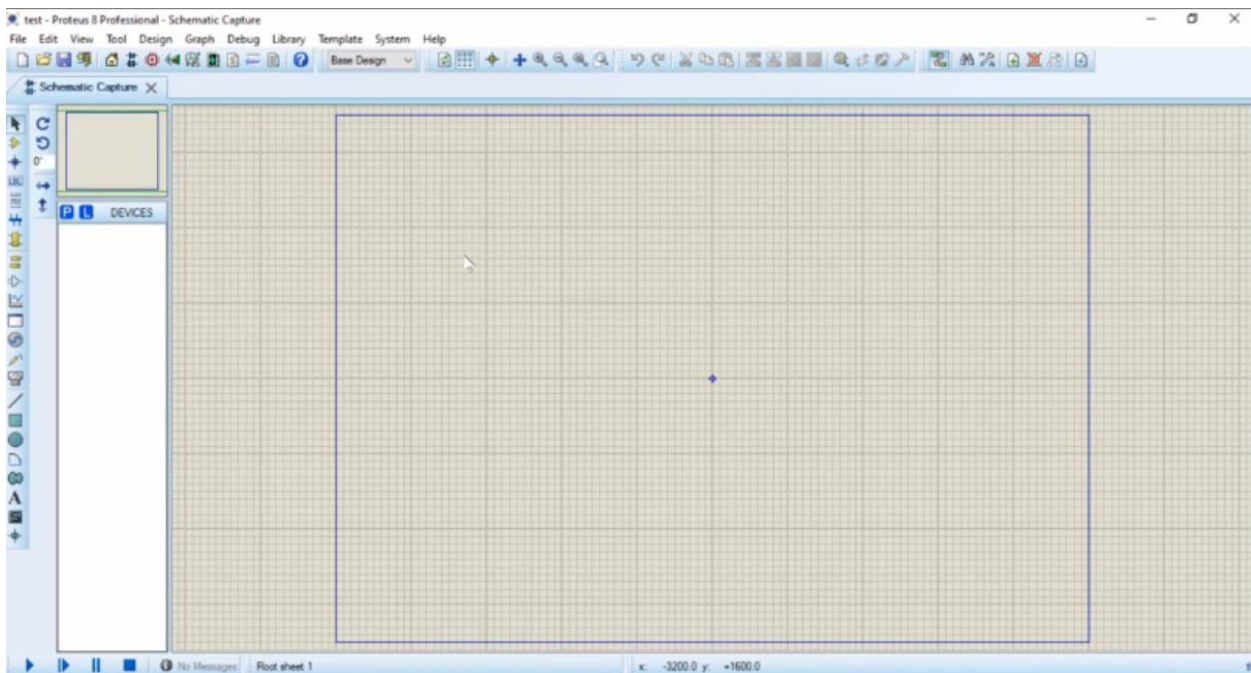 test - Proteus 8 Professional - Schematic Capture
File Edit View Tool Design Graph Debug Library Template System Help
Base Design
Schematic Capture
0°
LBL
P L DEVICES
A
No Messages Root sheet 1 x: -3200.0 y: +1600.0